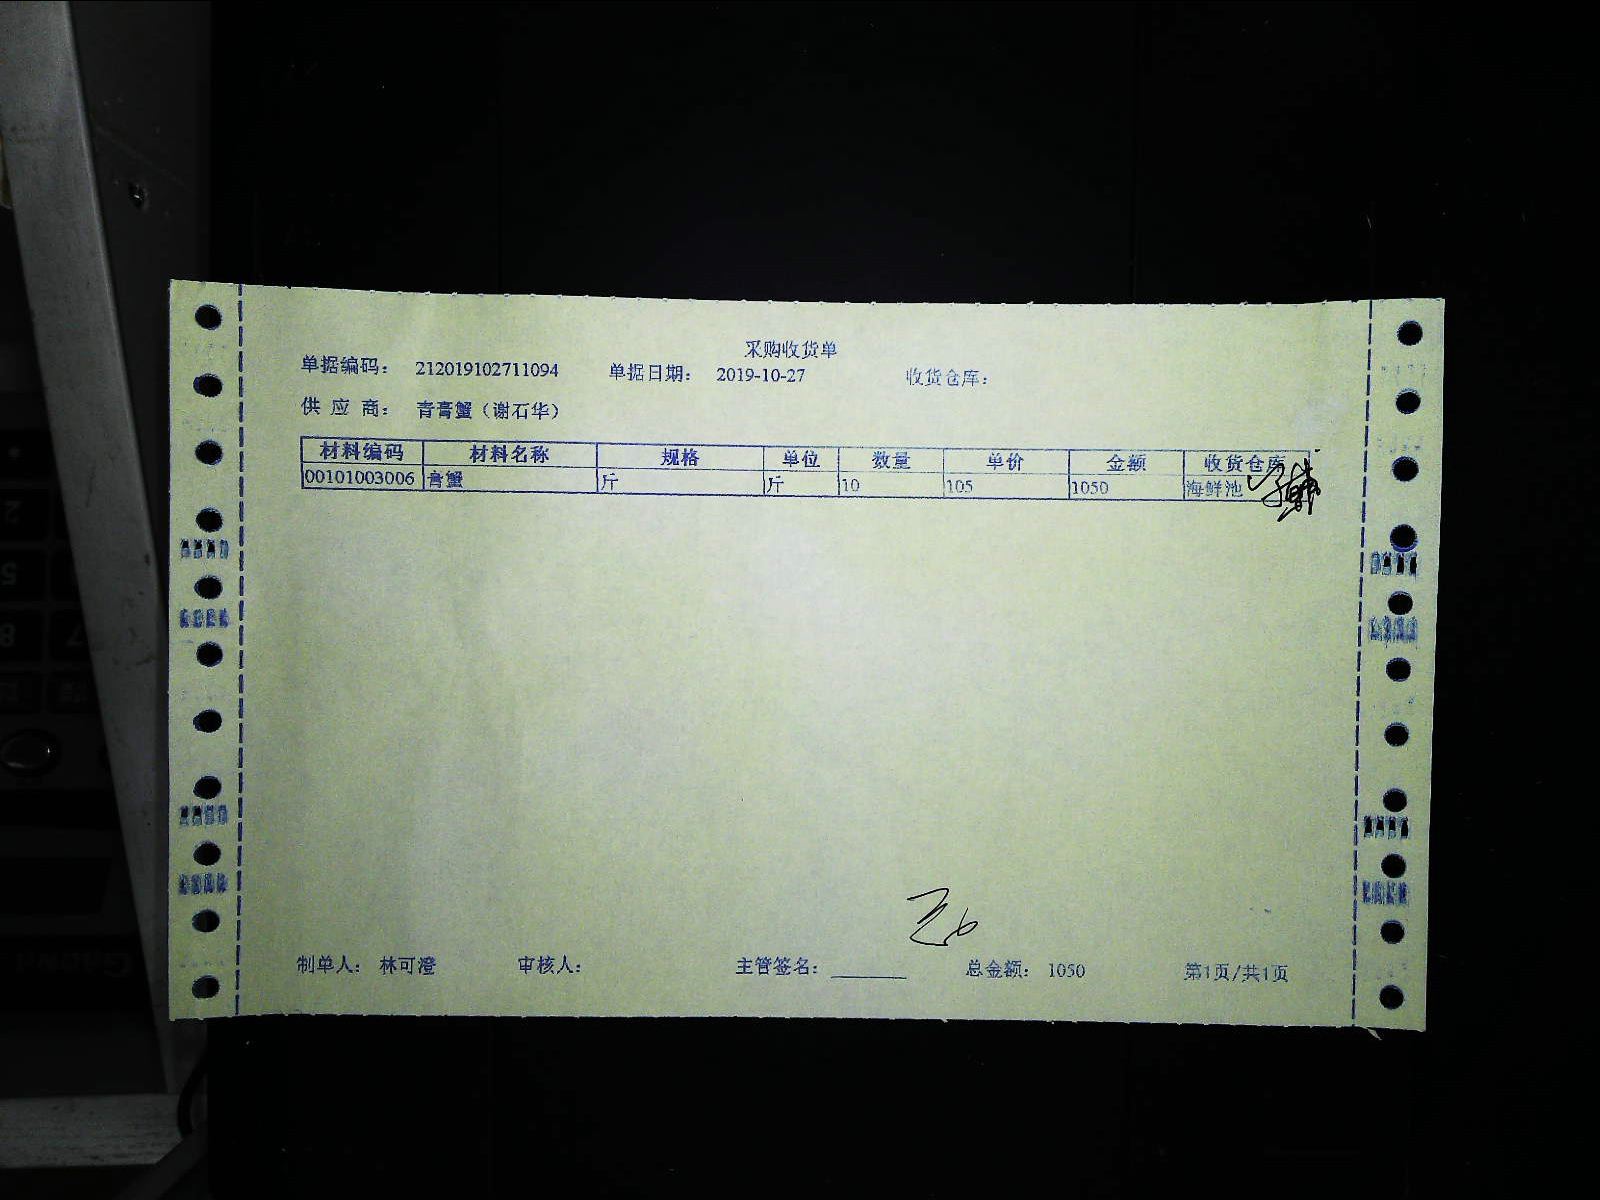 采购收货单
单据编码： 212019102711094 单据日期： 2019-10-27 收货仓库：
供 应 商： 青膏蟹（谢石华）
材料编码 材料名称 规格 单位 数量 单价 金额 收货仓库
00101003006 膏蟹 斤 斤 10 105 1050 海鲜池
制单人： 林可澄 审核人： 主管签名： 总金额： 1050 第1页/共1页